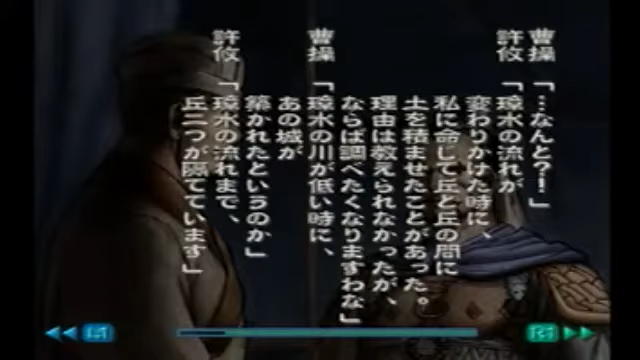 曹操「…なんと？！」
許攸「璋水の流れが
変わりかけた時に、
私に命じて丘と丘の間に
土を積ませたことがあった。
理由は教えられなかったが、
ならば調べたくなりますわな」
曹操「璋水の川が低い時に、
あの城が
築かれたというのか」
許攸「璋水の流れまで、
丘二つが隔てています」
L1
R1